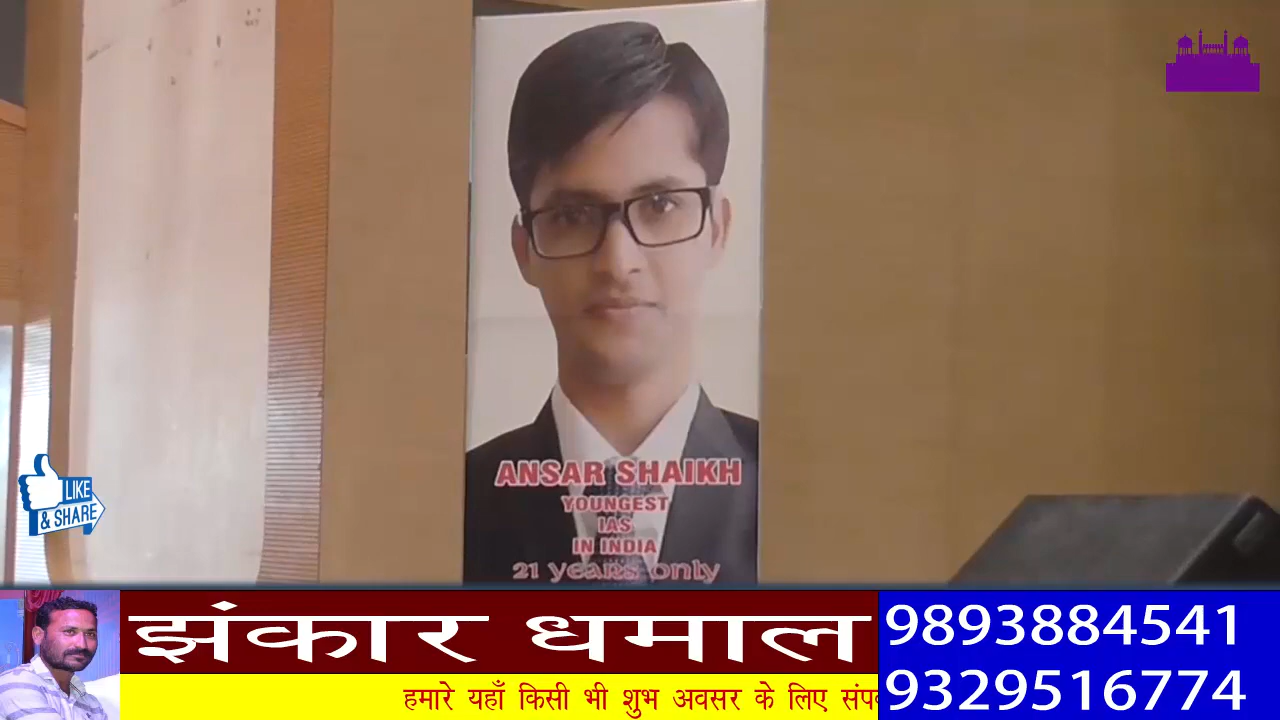 ANSAR SHAIKH
YOUNGEST
IAS
IN INDIA
21 years only
LIKE
& SHARE
झंकार धमाल
9893884541
9329516774
हमारे यहाँ किसी भी शुभ अवसर के लिए